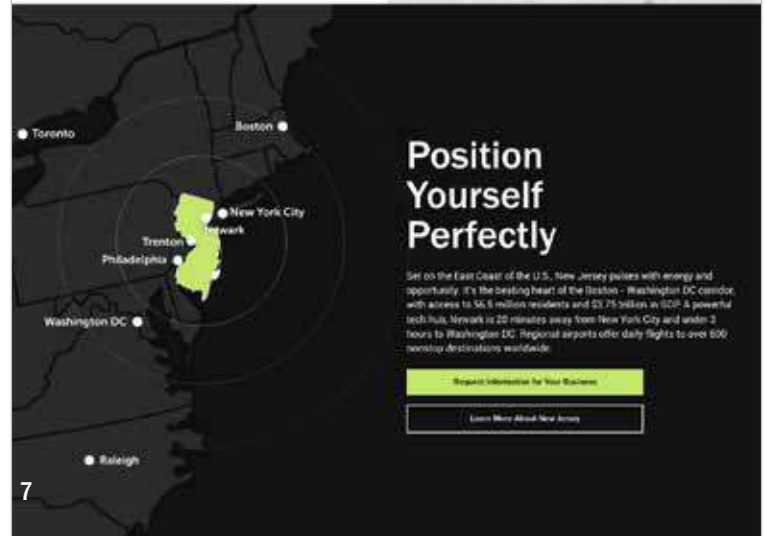 Toronto
Boston
New York City
Newark
Trenton
Philadelphia
Washington DC
Raleigh
7
Position
Yourself
Perfectly
Set on the East Coast of the U.S., New Jersey pulses with energy and
opportunity. It's the beating heart of the Boston - Washington DC corridor,
with access to 56.5 million residents and $3.75 trillion in GDP. A powerful
tech hub, Newark is 20 minutes away from New York City and under 3
hours to Washington DC. Regional airports offer daily flights to over 600
nonstop destinations worldwide.
Request Information for Your Business
Learn More About New Jersey